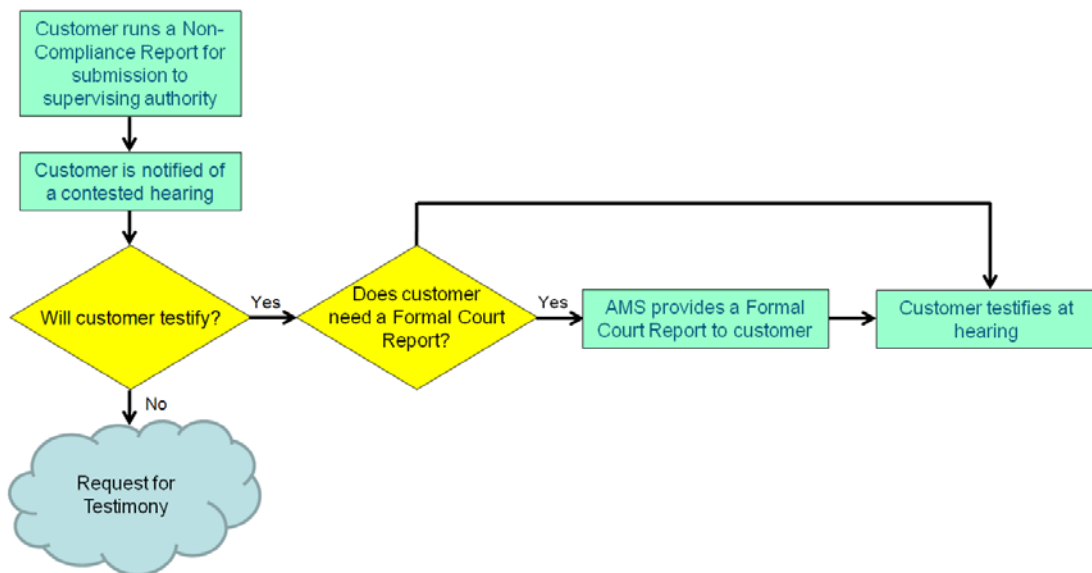 Customer runs a Non-
Compliance Report for
submission to
supervising authority
Customer is notified of
a contested hearing
Will customer testify?
Yes
Does customer
need a Formal Court
Report?
Yes
AMS provides a Formal
Court Report to customer
Customer testifies at
hearing
No
Request for
Testimony